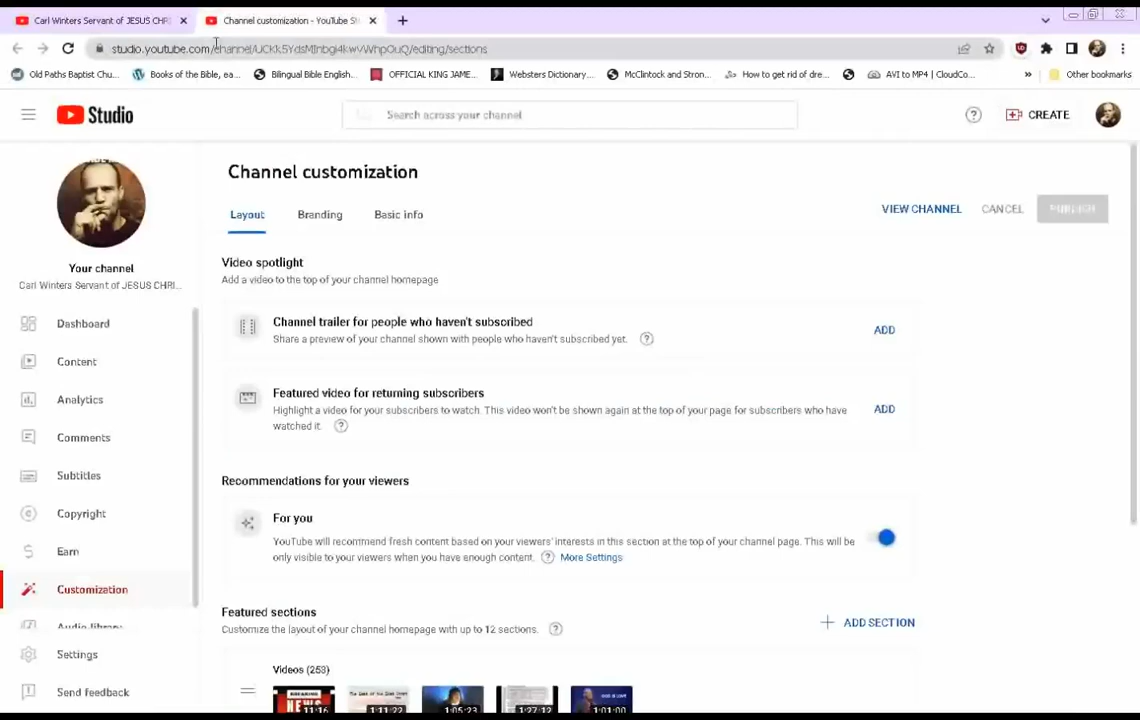 Carl Winters Servant of JESUS CHRI
Channel customization - YouTube St
studio.youtube.com/channel/
/editing/sections
Old Paths Baptist Chu...
Books of the Bible, ea...
Bilingual Bible English...
OFFICIAL KING JAME...
Websters Dictionary...
McClintock and Stron...
How to get rid of dre...
AVI to MP4 | CloudCo...
»
Other bookmarks
Studio
Search across your channel
CREATE
Channel customization
Layout
Branding
Basic info
VIEW CHANNEL
CANCEL
PUBLISH
Your channel
Carl Winters Servant of JESUS CHRI...
Dashboard
Content
Analytics
Comments
Subtitles
Copyright
Earn
Customization
Audio library
Settings
Send feedback
Video spotlight
Add a video to the top of your channel homepage
Channel trailer for people who haven't subscribed
Share a preview of your channel shown with people who haven't subscribed yet.
ADD
Featured video for returning subscribers
Highlight a video for your subscribers to watch. This video won't be shown again at the top of your page for subscribers who have
watched it.
ADD
Recommendations for your viewers
For you
YouTube will recommend fresh content based on your viewers' interests in this section at the top of your channel page. This will be
only visible to your viewers when you have enough content.
More Settings
Featured sections
Customize the layout of your channel homepage with up to 12 sections.
ADD SECTION
Videos (253)
NEWS
11:16
1:11:22
1:05:23
1:27:12
1:01:00